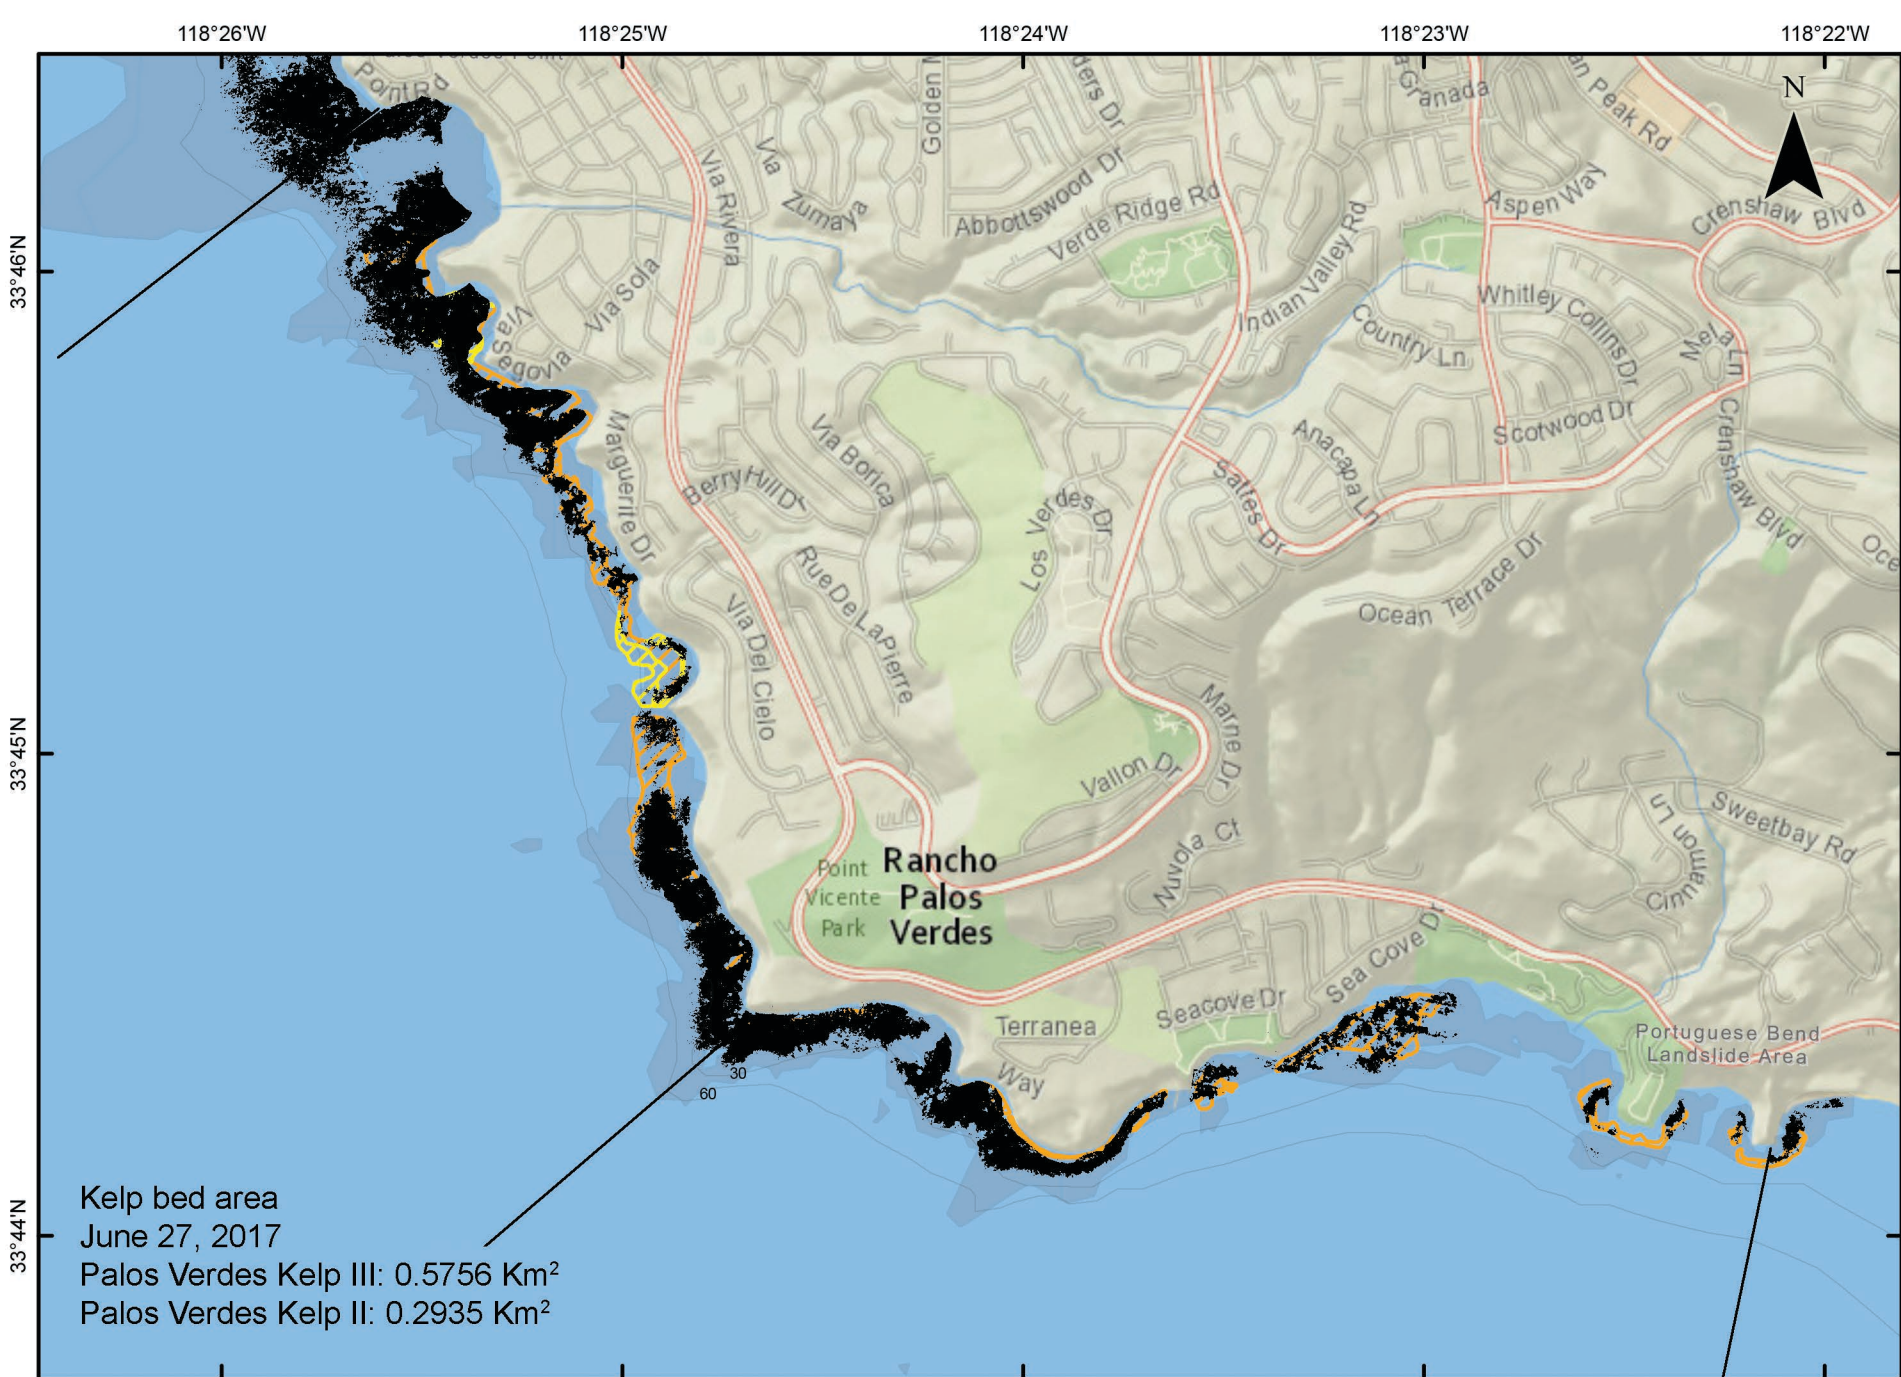 118°26'W
118°25'W
118°24'W
118°23'W
118°22'W
N
33°46'N
33°45'N
33°44'N
Point Rd
Via Rivera
Via
Zumaya
Abbottswood Dr
Verde Ridge Rd
Granada
Peak Rd
Aspen Way
Crenshaw Blvd
Indian Valley Rd
Whitley Collins Dr
Country Ln
Mela Ln
Via Sola
Via Segovia
Marguerite Dr
Berry Hill Dr
Via Borica
Los Verdes Dr
Salles Dr
Anacapa Ln
Scotwood Dr
Crenshaw Blvd
Ocean Terrace Dr
Rue De La Pierre
Via Del Cielo
Marne Dr
Vallon Dr
Nuvola Ct
Cinnamon Ln
Sweetbay Rd
Point
Vicente
Park
Rancho
Palos
Verdes
Sea Cove Dr
Seacove Dr
Terranea
Way
Portuguese Bend
Landslide Area
30
60
Kelp bed area
June 27, 2017
Palos Verdes Kelp III: 0.5756 Km²
Palos Verdes Kelp II: 0.2935 Km²